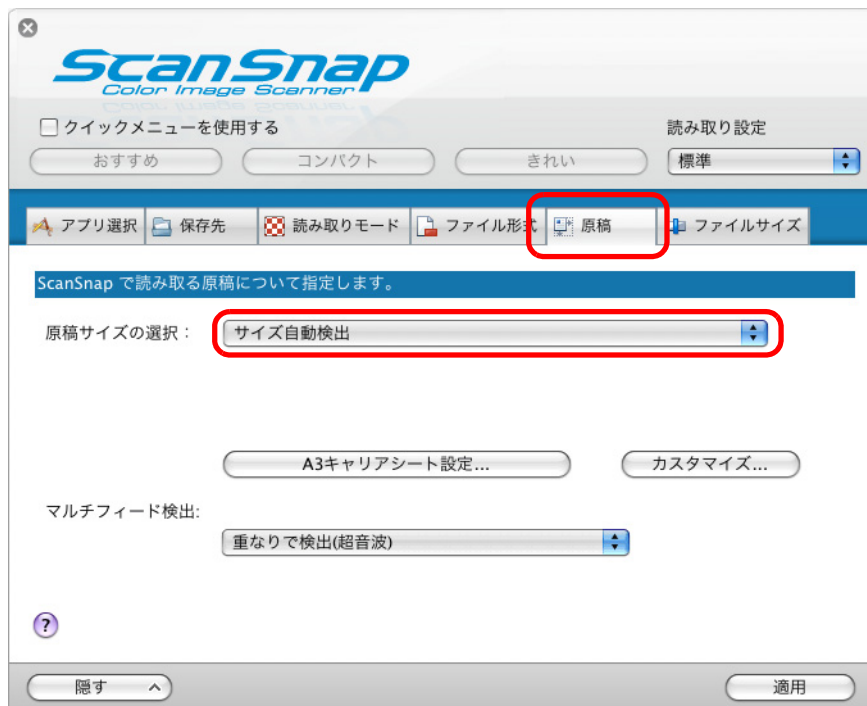 ScanSnap
Color Image Scanner
クイックメニューを使用する
読み取り設定
おすすめ コンパクト きれい 標準
アプリ選択 保存先 読み取りモード ファイル形式 原稿 ファイルサイズ
ScanSnap で読み取る原稿について指定します。
原稿サイズの選択： サイズ自動検出
A3キャリアシート設定... カスタマイズ...
マルチフィード検出:
重なりで検出(超音波)
?
隠す 適用